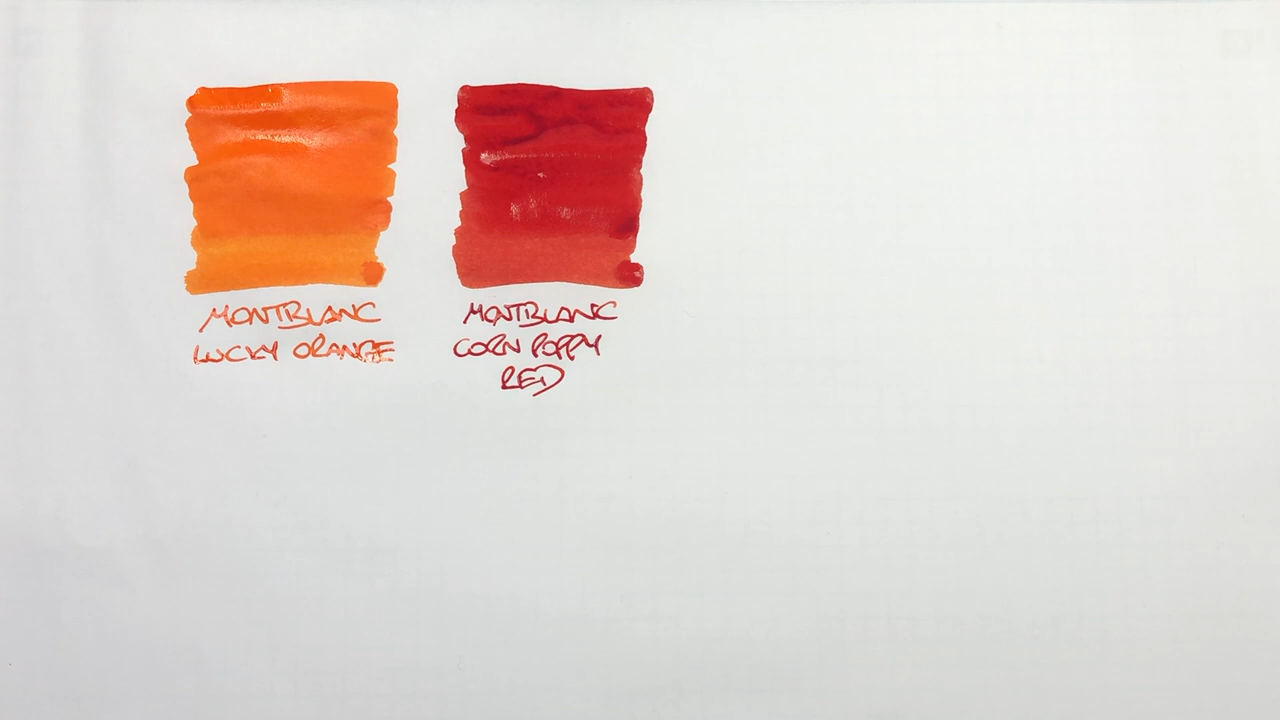 MONTBLANC
LUCKY ORANGE
MONTBLANC
CORN POPPY
RED